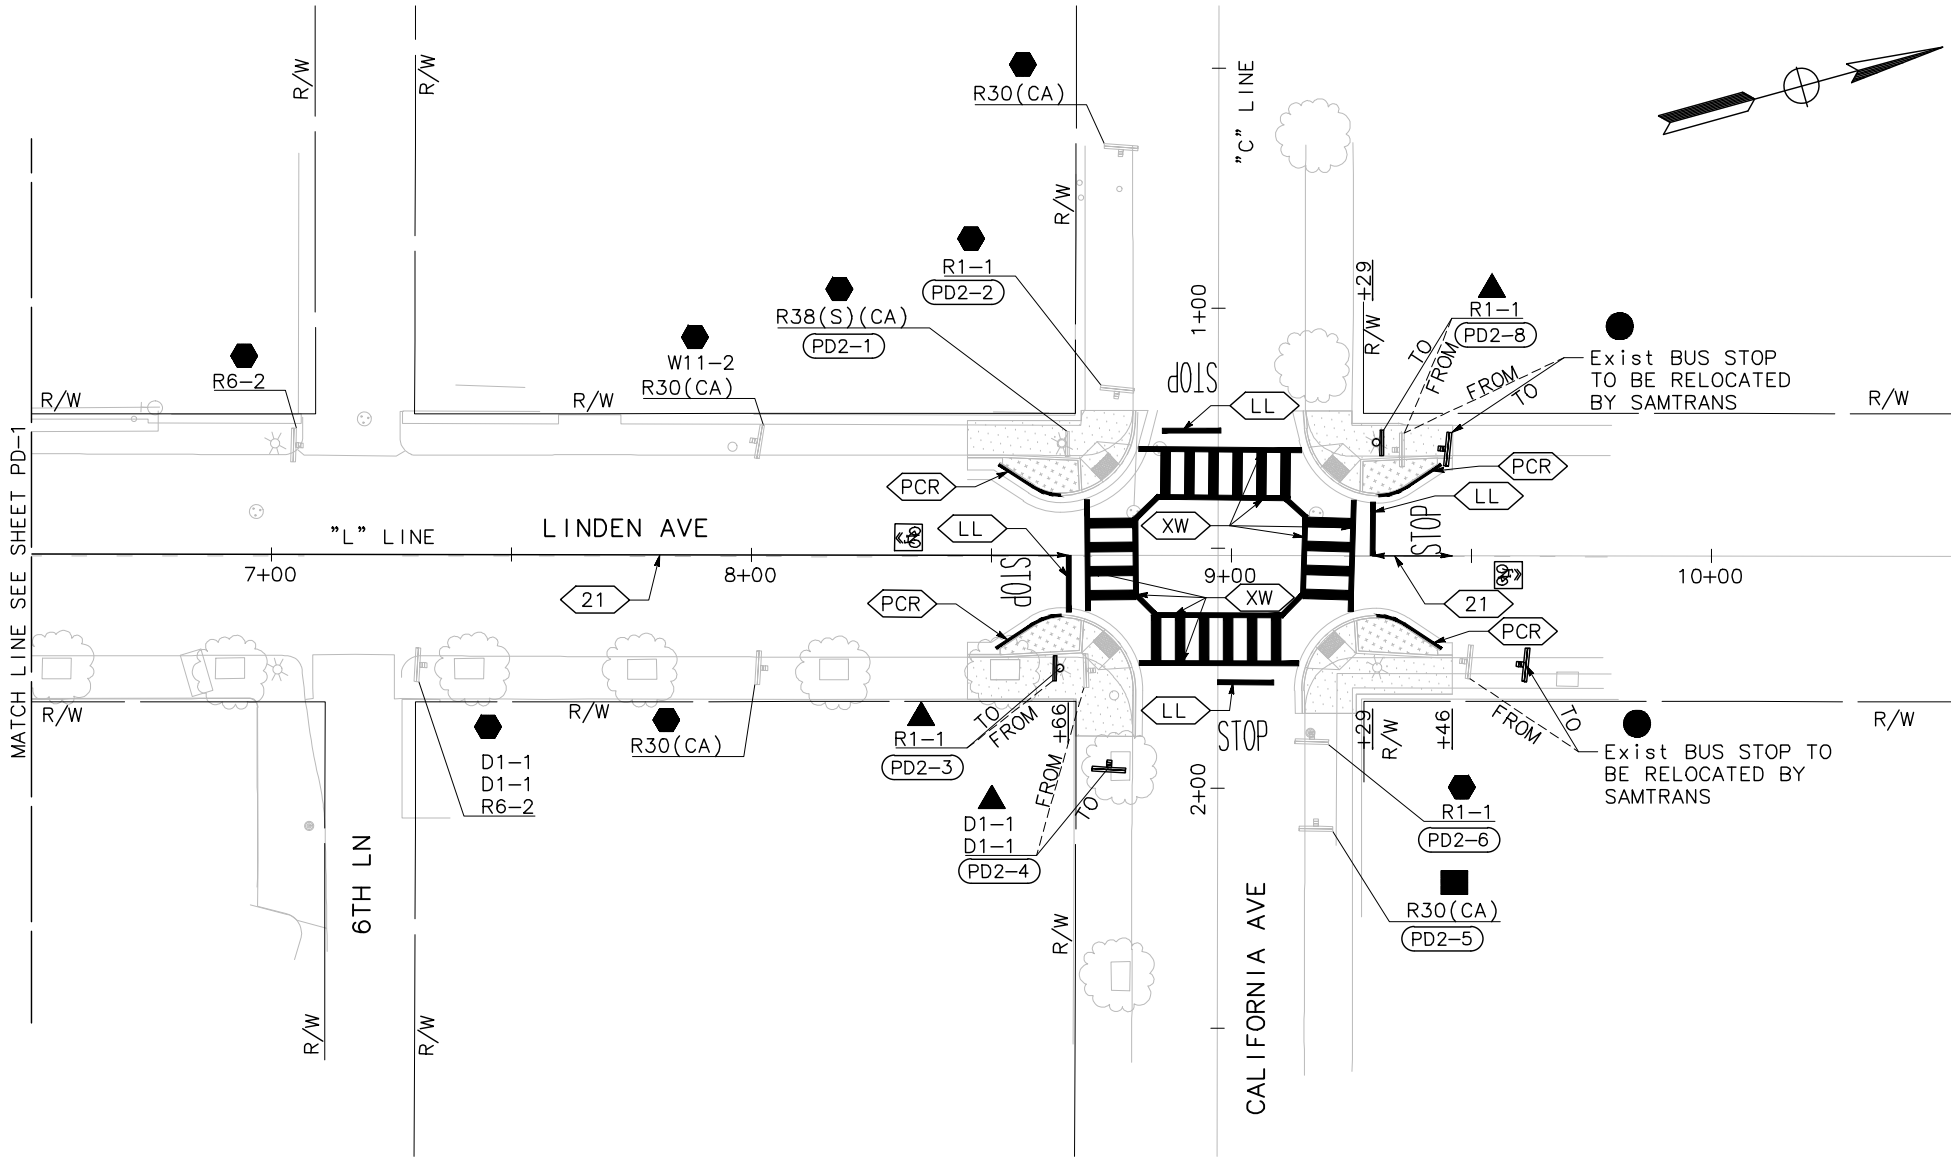 R/W
R/W
R30(CA)
"C" LINE
R/W
R1-1
PD2-2
R38(S)(CA)
PD2-1
1+00
+29
R/W
R1-1
PD2-8
TO
FROM
FROM
TO
Exist BUS STOP
TO BE RELOCATED
BY SAMTRANS
R/W
R6-2
W11-2
R30(CA)
R/W
R/W
STOP
LL
PCR
PCR
LL
LL
XW
STOP
MATCH LINE SEE SHEET PD-1
"L" LINE
LINDEN AVE
7+00
8+00
9+00
10+00
21
STOP
PCR
XW
21
PCR
R/W
R/W
D1-1
D1-1
R6-2
R30(CA)
R1-1
PD2-3
TO
FROM
+66
LL
STOP
+29
R/W
+46
FROM
TO
R/W
Exist BUS STOP TO
BE RELOCATED BY
SAMTRANS
D1-1
D1-1
PD2-4
FROM
TO
2+00
R1-1
PD2-6
R30(CA)
PD2-5
6TH LN
R/W
CALIFORNIA AVE
R/W
R/W